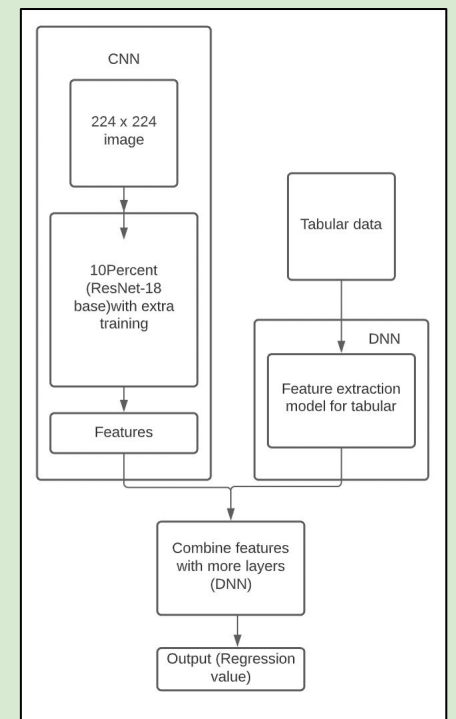 CNN
224 x 224
image
10Percent
(ResNet-18
base)with extra
training
Features
Tabular data
DNN
Feature extraction
model for tabular
Combine features
with more layers
(DNN)
Output (Regression
value)